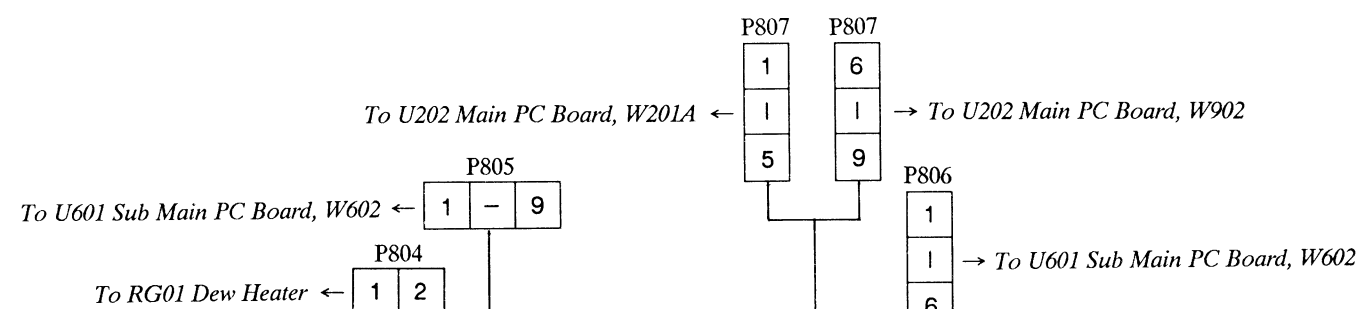 P807 P807
1 6
To U202 Main PC Board, W201A ← | | → To U202 Main PC Board, W902
5 9
P805
P806
To U601 Sub Main PC Board, W602 ← 1 – 9
1
P804
| → To U601 Sub Main PC Board, W602
To RG01 Dew Heater ← 1 2
6